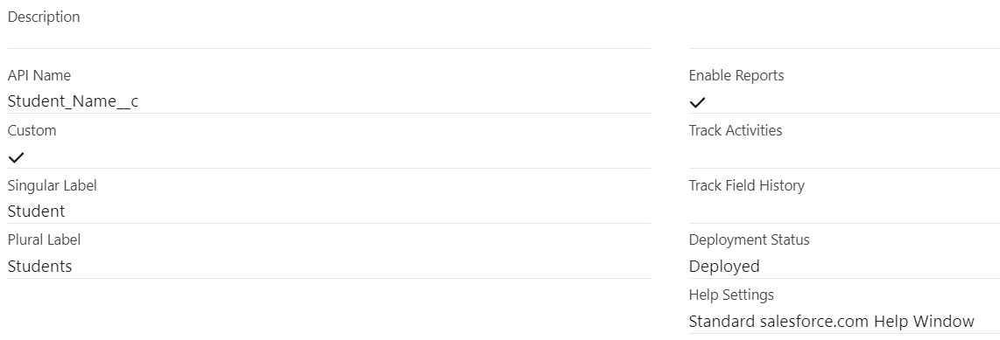 Description
API Name
Student_Name__c
Custom
Singular Label
Student
Plural Label
Students
Enable Reports
Track Activities
Track Field History
Deployment Status
Deployed
Help Settings
Standard salesforce.com Help Window